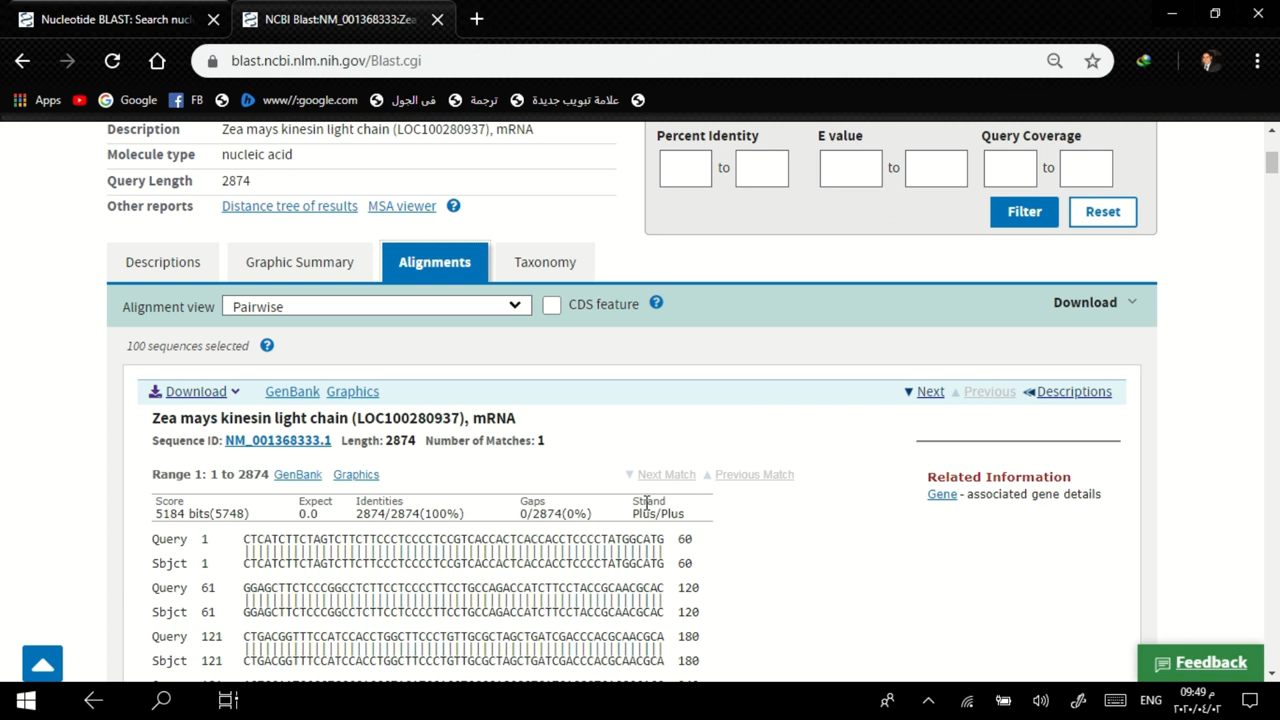 Nucleotide BLAST: Search nucl
NCBI Blast:NM_001368333:Zea
blast.ncbi.nlm.nih.gov/Blast.cgi
Apps Google FB www//:google.com فى الجول ترجمة علامة تبويب جديدة
Description Zea mays kinesin light chain (LOC100280937), mRNA
Molecule type nucleic acid
Query Length 2874
Other reports Distance tree of results MSA viewer ?
Percent Identity E value Query Coverage
to to to
Filter Reset
Descriptions Graphic Summary Alignments Taxonomy
Alignment view Pairwise CDS feature ? Download
100 sequences selected ?
Download GenBank Graphics Next Previous Descriptions
Zea mays kinesin light chain (LOC100280937), mRNA
Sequence ID: NM_001368333.1 Length: 2874 Number of Matches: 1
Range 1: 1 to 2874 GenBank Graphics Next Match Previous Match
Related Information
Gene - associated gene details
Score Expect Identities Gaps Strand
5184 bits(5748) 0.0 2874/2874(100%) 0/2874(0%) Plus/Plus
Query 1 CTCATCTTCTAGTCTTCTTCCCTCCCCTCCGTCACCACTCACCACCTCCCCTATGGCATG 60
Sbjct 1 CTCATCTTCTAGTCTTCTTCCCTCCCCTCCGTCACCACTCACCACCTCCCCTATGGCATG 60
Query 61 GGAGCTTCTCCCGGCCTCTTCCTCCCCTTCCTGCCAGACCATCTTCCTACCGCAACGCAC 120
Sbjct 61 GGAGCTTCTCCCGGCCTCTTCCTCCCCTTCCTGCCAGACCATCTTCCTACCGCAACGCAC 120
Query 121 CTGACGGTTTCCATCCACCTGGCTTCCCTGTTGCGCTAGCTGATCGACCCACGCAACGCA 180
Sbjct 121 CTGACGGTTTCCATCCACCTGGCTTCCCTGTTGCGCTAGCTGATCGACCCACGCAACGCA 180
Feedback
ENG
09:49 م
٢٠٢٠/٠٤/٠٢